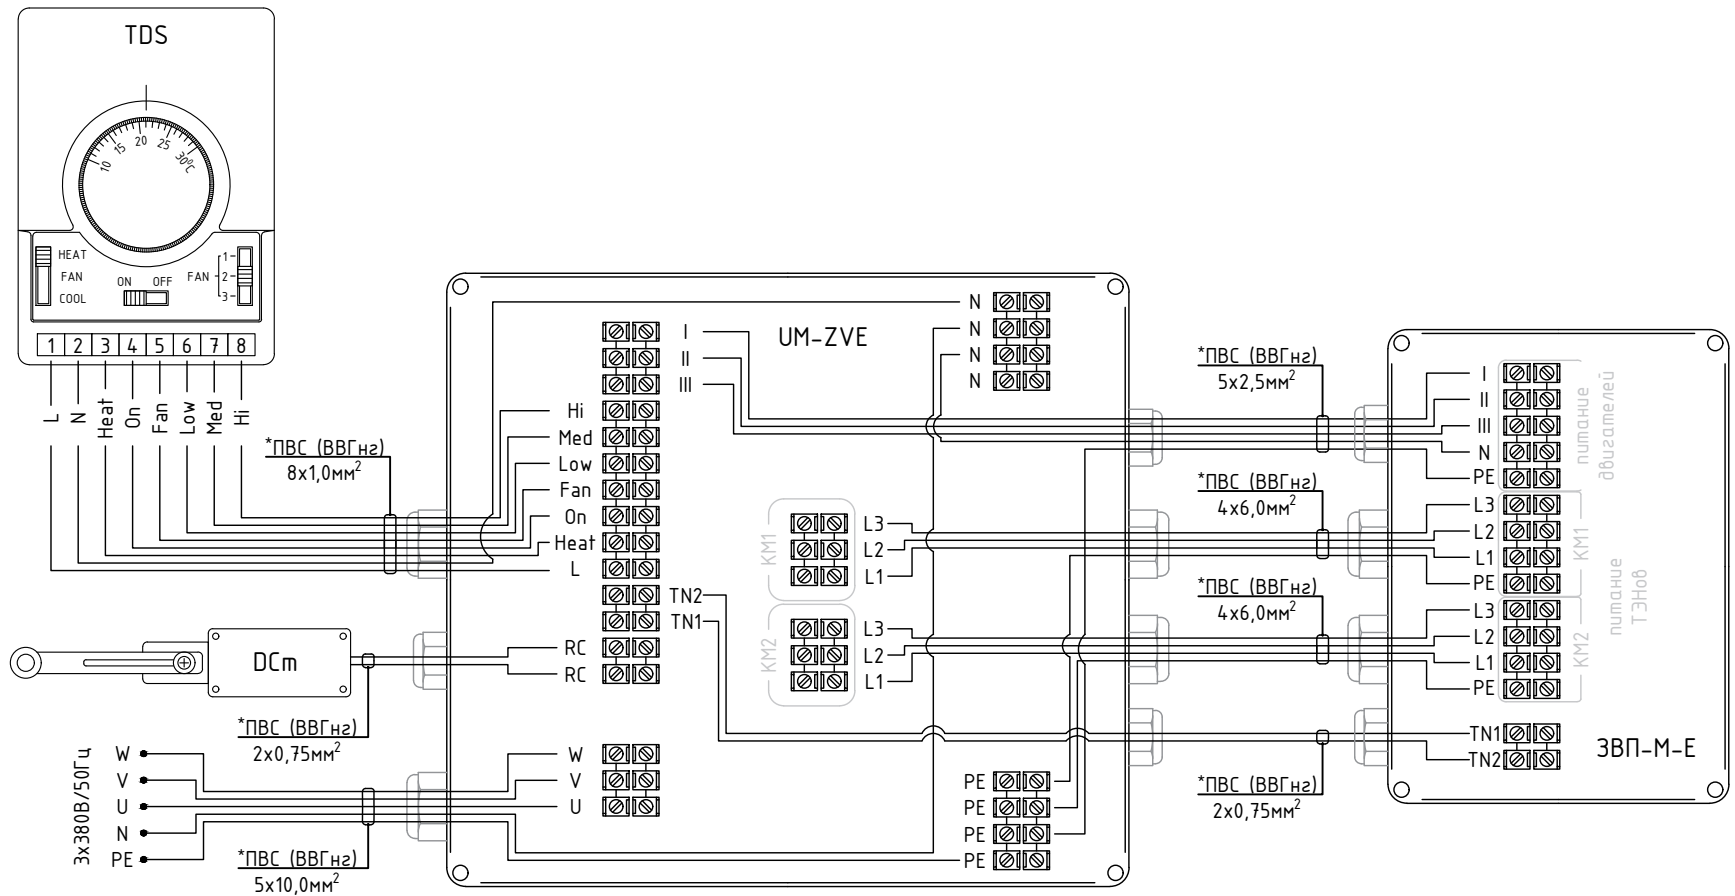 TDS
10 15 20 25 30°C
HEAT
FAN
COOL
ON OFF
FAN
1
2
3
1 2 3 4 5 6 7 8
L
N
Heat
On
Fan
Low
Med
Hi
*ПВС (ВВГнг)
8х1,0мм²
DCm
*ПВС (ВВГнг)
2х0,75мм²
3х380В/50Гц
W
V
U
N
PE
*ПВС (ВВГнг)
5х10,0мм²
UM-ZVE
I
II
III
Hi
Med
Low
Fan
On
Heat
L
TN2
TN1
RC
RC
W
V
U
N
N
N
N
KM1
L3
L2
L1
KM2
L3
L2
L1
PE
PE
PE
PE
*ПВС (ВВГнг)
5х2,5мм²
*ПВС (ВВГнг)
4х6,0мм²
*ПВС (ВВГнг)
4х6,0мм²
*ПВС (ВВГнг)
2х0,75мм²
I
II
III
N
PE
питание
двигателей
L3
L2
L1
PE
KM1
L3
L2
L1
PE
KM2
питание
ТЭНов
TN1
TN2
ЗВП-М-Е